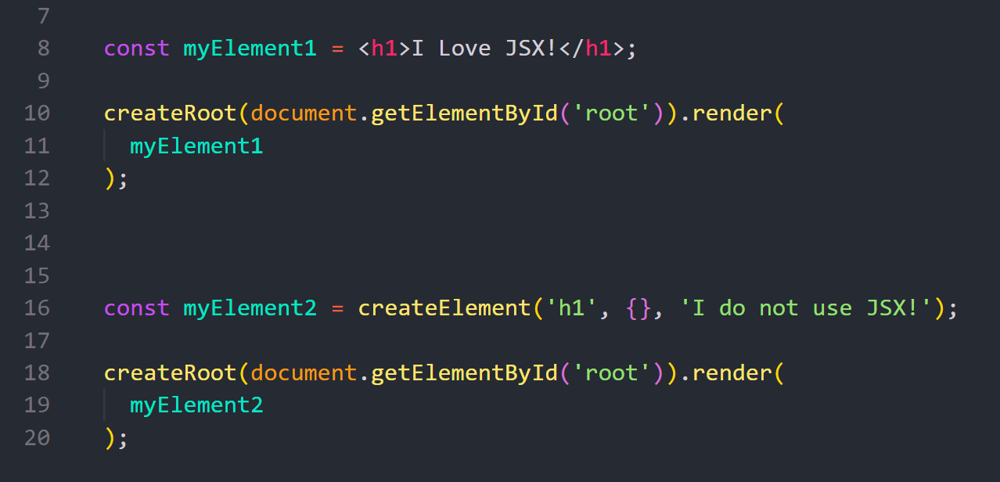 7
8 const myElement1 = <h1>I Love JSX!</h1>;
9
10 createRoot(document.getElementById('root')).render(
11 myElement1
12 );
13
14
15
16 const myElement2 = createElement('h1', {}, 'I do not use JSX!');
17
18 createRoot(document.getElementById('root')).render(
19 myElement2
20 );